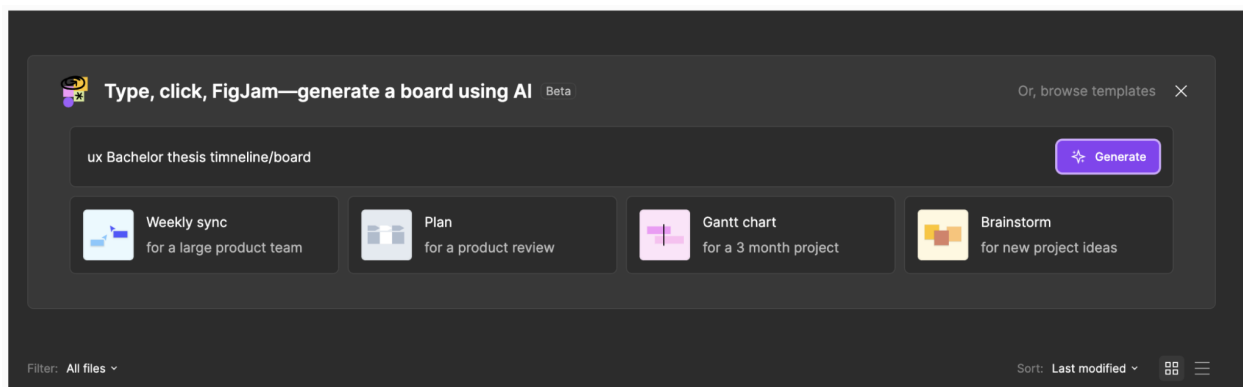 Type, click, FigJam—generate a board using AI Beta
Or, browse templates
ux Bachelor thesis timneline/board
Generate
Weekly sync
for a large product team
Plan
for a product review
Gantt chart
for a 3 month project
Brainstorm
for new project ideas
Filter: All files
Sort: Last modified